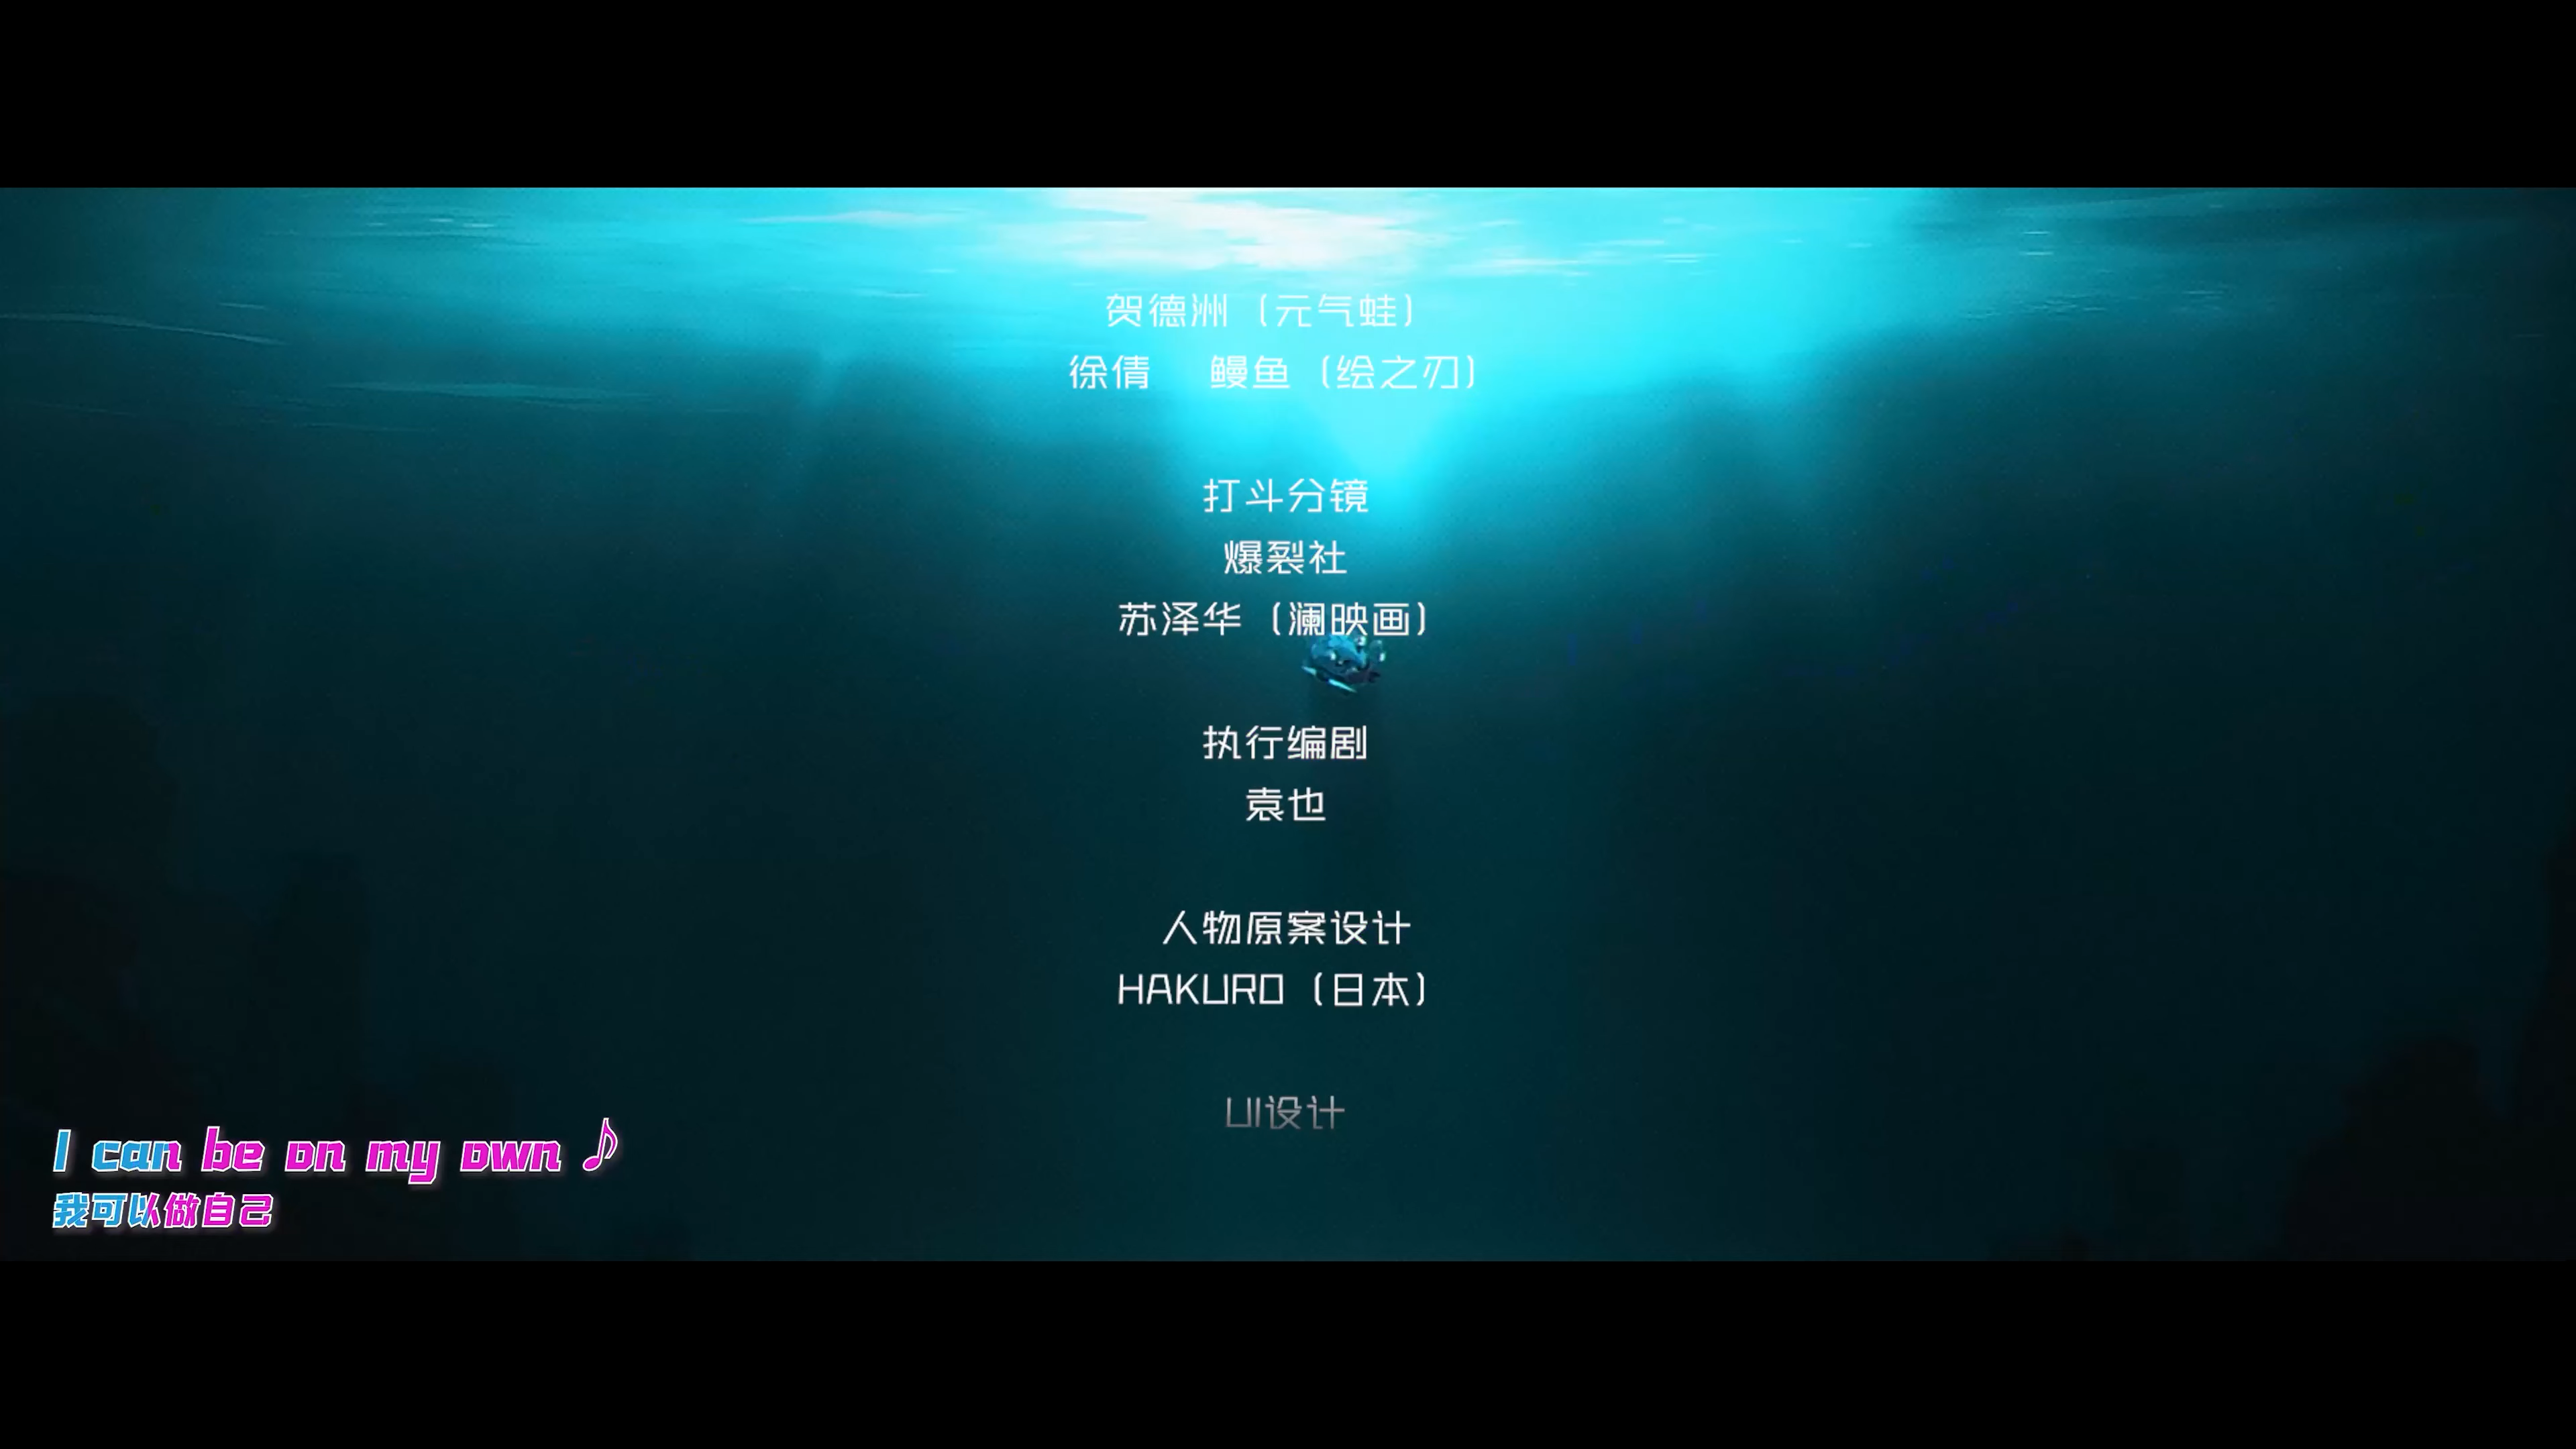 贺德洲（元气蛙）
徐倩 鳗鱼（绘之刃）
打斗分镜
爆裂社
苏泽华（澜映画）
执行编剧
袁也
人物原案设计
HAKURO（日本）
UI设计
I can be on my own ♪
我可以做自己